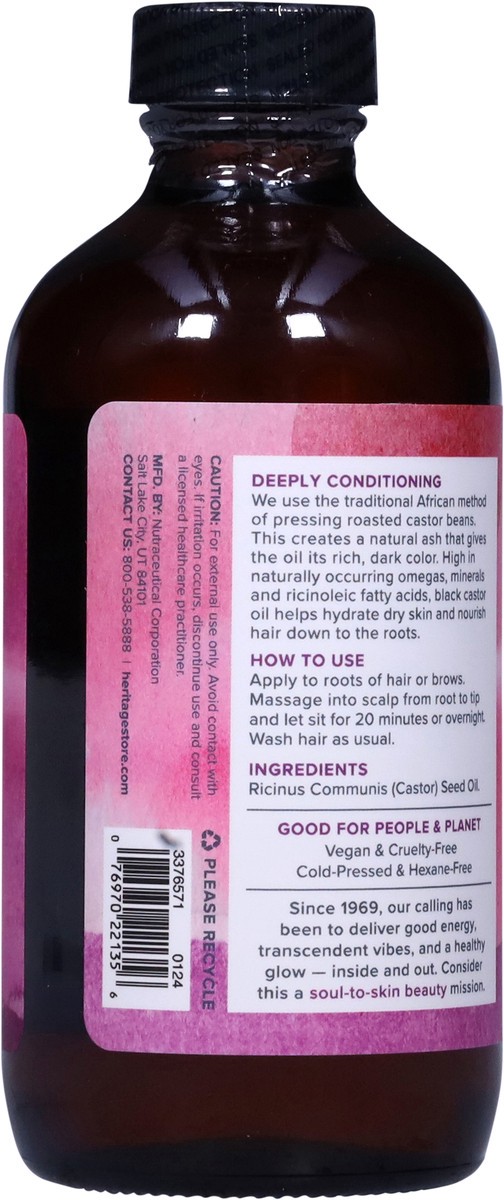 DEEPLY CONDITIONING
We use the traditional African method
of pressing roasted castor beans.
This creates a natural ash that gives
the oil its rich, dark color. High in
naturally occurring omegas, minerals
and ricinoleic fatty acids, black castor
oil helps hydrate dry skin and nourish
hair down to the roots.
HOW TO USE
Apply to roots of hair or brows.
Massage into scalp from root to tip
and let sit for 20 minutes or overnight.
Wash hair as usual.
INGREDIENTS
Ricinus Communis (Castor) Seed Oil.
GOOD FOR PEOPLE & PLANET
Vegan & Cruelty-Free
Cold-Pressed & Hexane-Free
Since 1969, our calling has
been to deliver good energy,
transcendent vibes, and a healthy
glow — inside and out. Consider
this a soul-to-skin beauty mission.
CAUTION: For external use only. Avoid contact with
eyes. If irritation occurs, discontinue use and consult
a licensed healthcare practitioner.
MFD. BY: Nutraceutical Corporation
Salt Lake City, UT 84101
CONTACT US: 800-538-5888 | heritagestore.com
PLEASE RECYCLE
3376571 0124
0 76970 22135 6